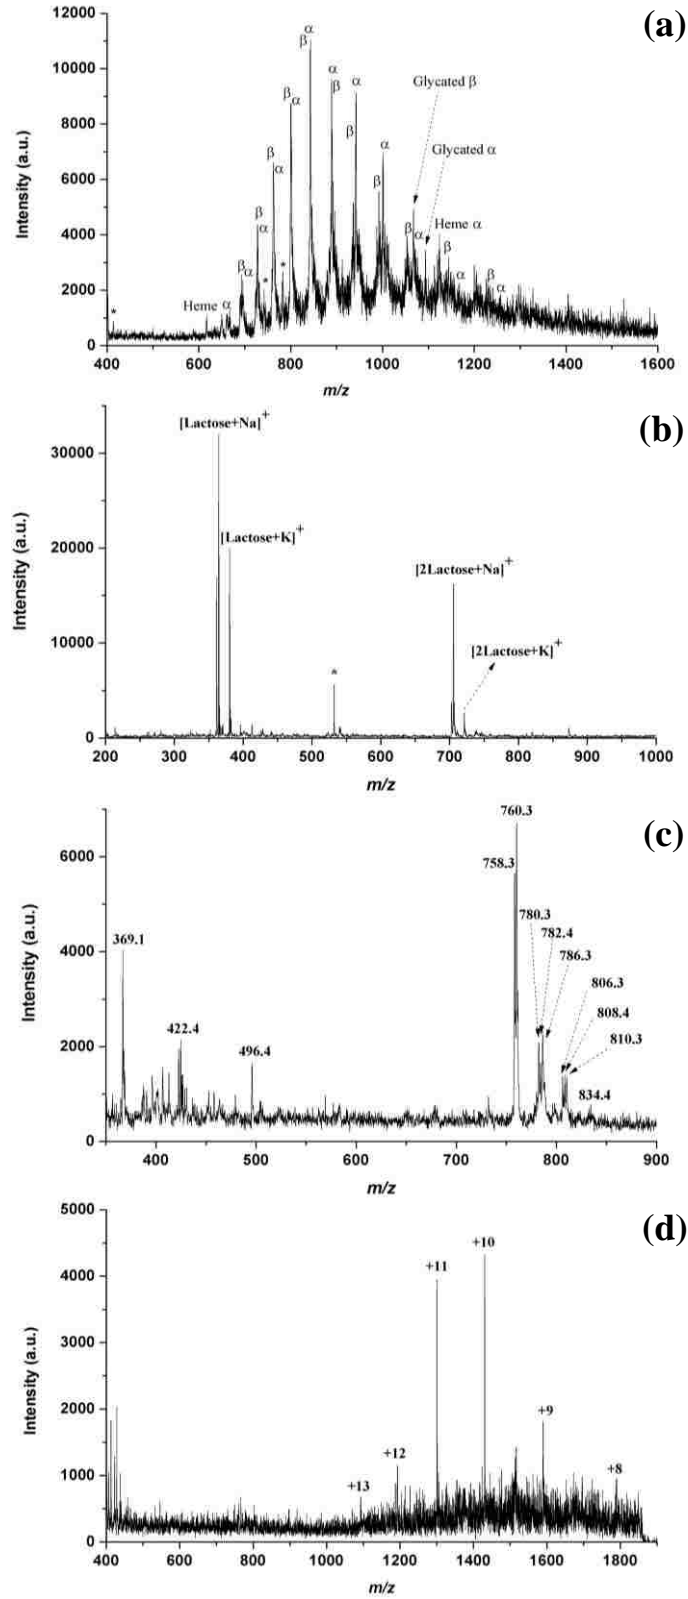 (a)
12000
10000
8000
6000
4000
2000
0
Intensity (a.u.)
* Heme α β α β α * β α * β α β α α β α β α β α β α β α β α
Glycated β
Glycated α
Heme α
400 600 800 1000 1200 1400 1600
m/z
(b)
[Lactose+Na]+
[Lactose+K]+
[2Lactose+Na]+
[2Lactose+K]+
*
30000
20000
10000
0
Intensity (a.u.)
200 300 400 500 600 700 800 900 1000
m/z
(c)
760.3
758.3
780.3
782.4
786.3
806.3
808.4
810.3
834.4
369.1
422.4
496.4
6000
4000
2000
0
Intensity (a.u.)
400 500 600 700 800 900
m/z
(d)
+10
+11
+9
+12
+8
+13
5000
4000
3000
2000
1000
0
Intensity (a.u.)
400 600 800 1000 1200 1400 1600 1800
m/z